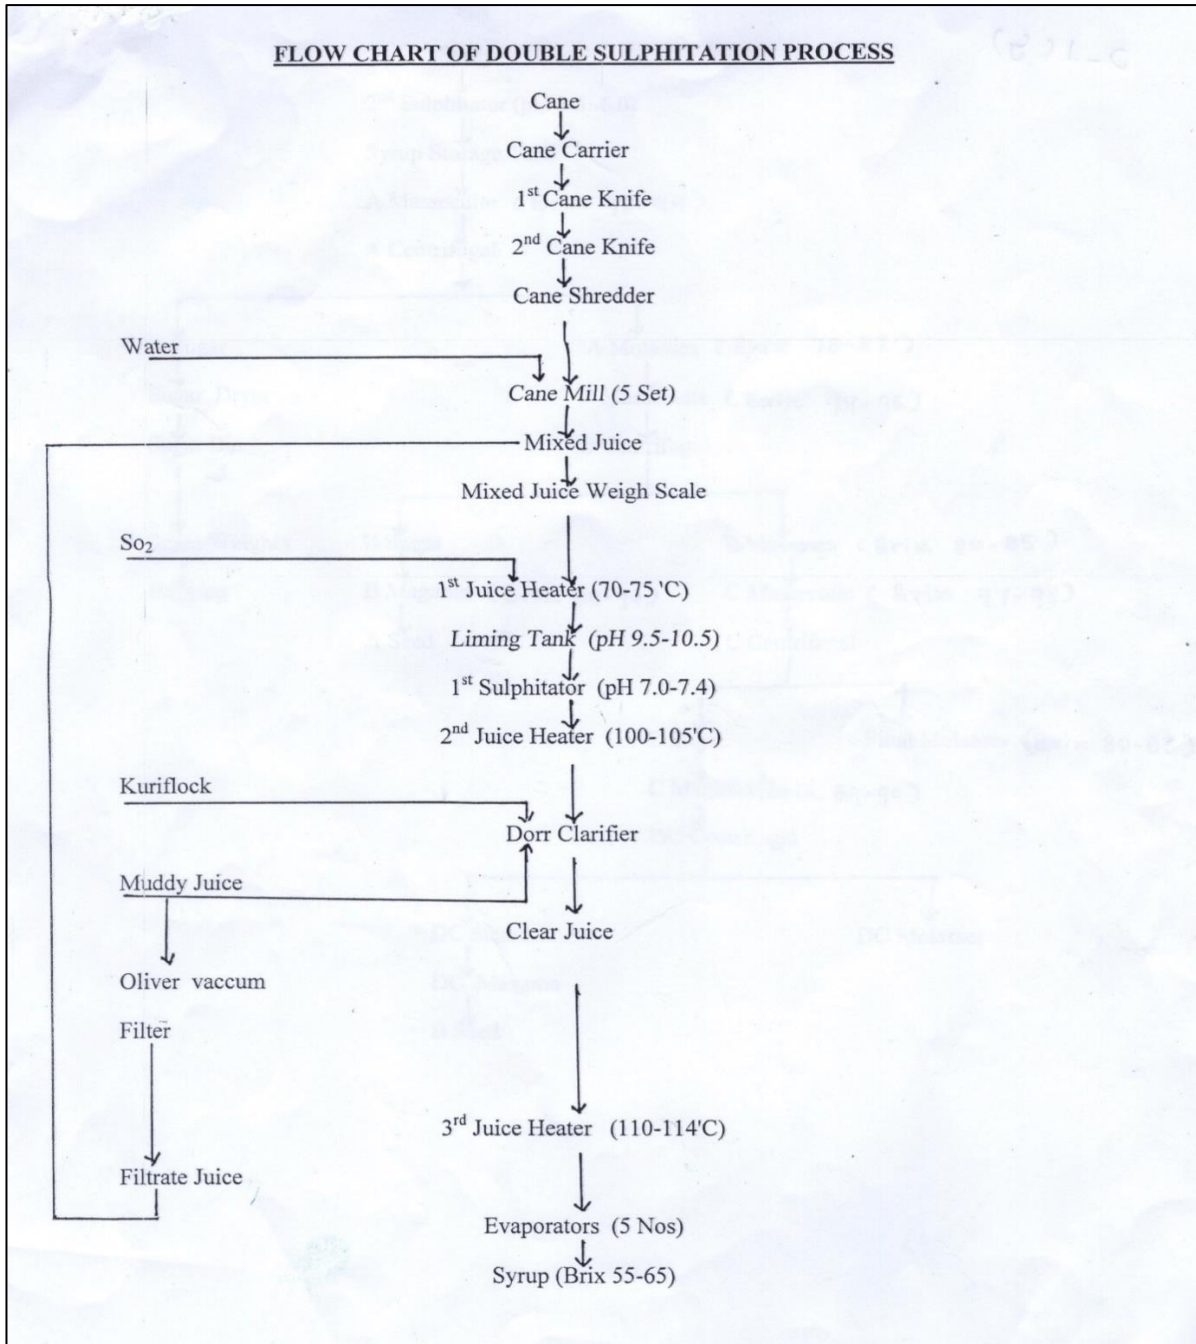 FLOW CHART OF DOUBLE SULPHITATION PROCESS
Cane
Cane Carrier
1st Cane Knife
2nd Cane Knife
Cane Shredder
Water
Cane Mill (5 Set)
Mixed Juice
Mixed Juice Weigh Scale
So2
1st Juice Heater (70-75 'C)
Liming Tank (pH 9.5-10.5)
1st Sulphitator (pH 7.0-7.4)
2nd Juice Heater (100-105'C)
Kuriflock
Dorr Clarifier
Muddy Juice
Clear Juice
Oliver vaccum
Filter
3rd Juice Heater (110-114'C)
Filtrate Juice
Evaporators (5 Nos)
Syrup (Brix 55-65)